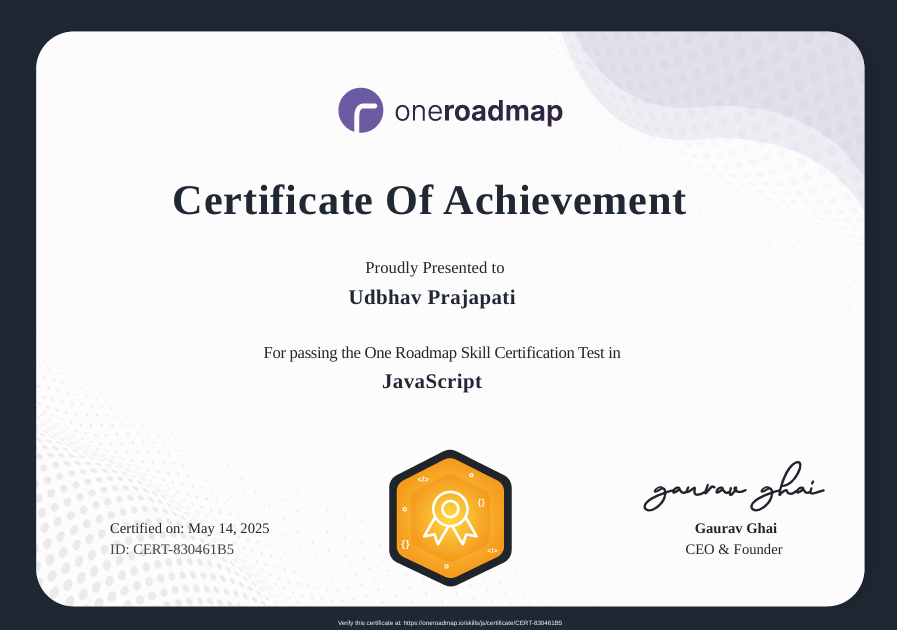 oneroadmap
Certificate Of Achievement
Proudly Presented to
Udbhav Prajapati
For passing the One Roadmap Skill Certification Test in
JavaScript
</>
{}
{}
</>
gaurav ghai
Certified on: May 14, 2025
Gaurav Ghai
ID: CERT-830461B5
CEO & Founder
Verify this certificate at: https://oneroadmap.io/skills/js/certificate/CERT-830461B5